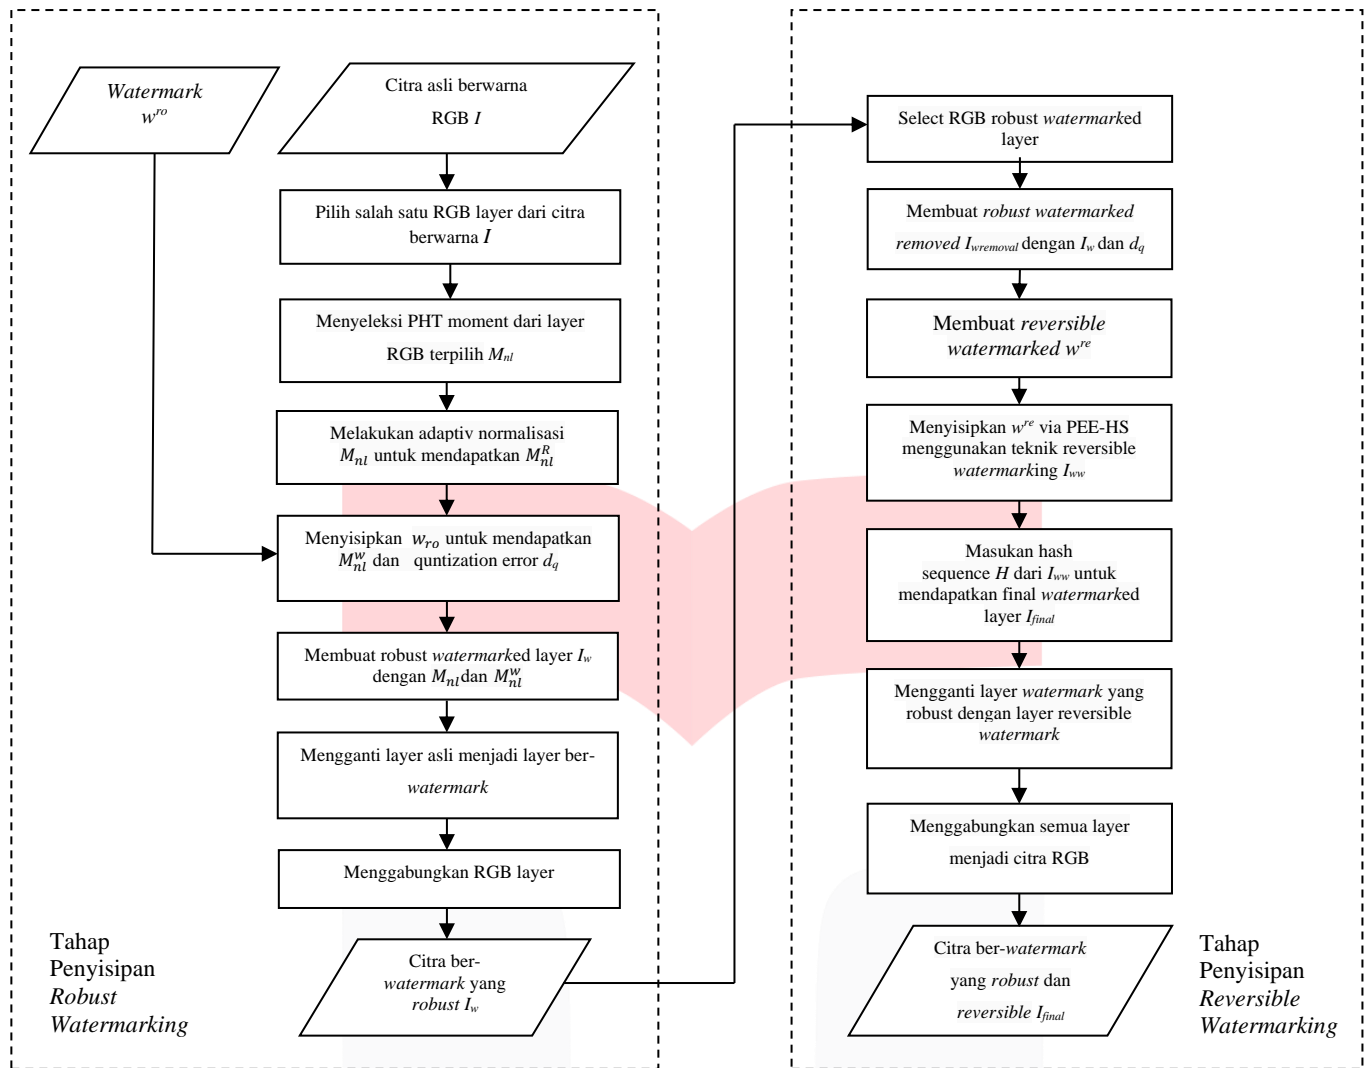 Watermark
w^ro
Citra asli berwarna
RGB I
Pilih salah satu RGB layer dari citra
berwarna I
Menyeleksi PHT moment dari layer
RGB terpilih M_nl
Melakukan adaptiv normalisasi
M_nl untuk mendapatkan M_nl^R
Menyisipkan w_ro untuk mendapatkan
M_nl^w dan quntization error d_q
Membuat robust watermarked layer I_w
dengan M_nl dan M_nl^w
Mengganti layer asli menjadi layer ber-
watermark
Menggabungkan RGB layer
Citra ber-
watermark yang
robust I_w
Tahap
Penyisipan
Robust
Watermarking
Select RGB robust watermarked
layer
Membuat robust watermarked
removed I_wremoval dengan I_w dan d_q
Membuat reversible
watermarked w^re
Menyisipkan w^re via PEE-HS
menggunakan teknik reversible
watermarking I_ww
Masukan hash
sequence H dari I_ww untuk
mendapatkan final watermarked
layer I_final
Mengganti layer watermark yang
robust dengan layer reversible
watermark
Menggabungkan semua layer
menjadi citra RGB
Citra ber-watermark
yang robust dan
reversible I_final
Tahap
Penyisipan
Reversible
Watermarking